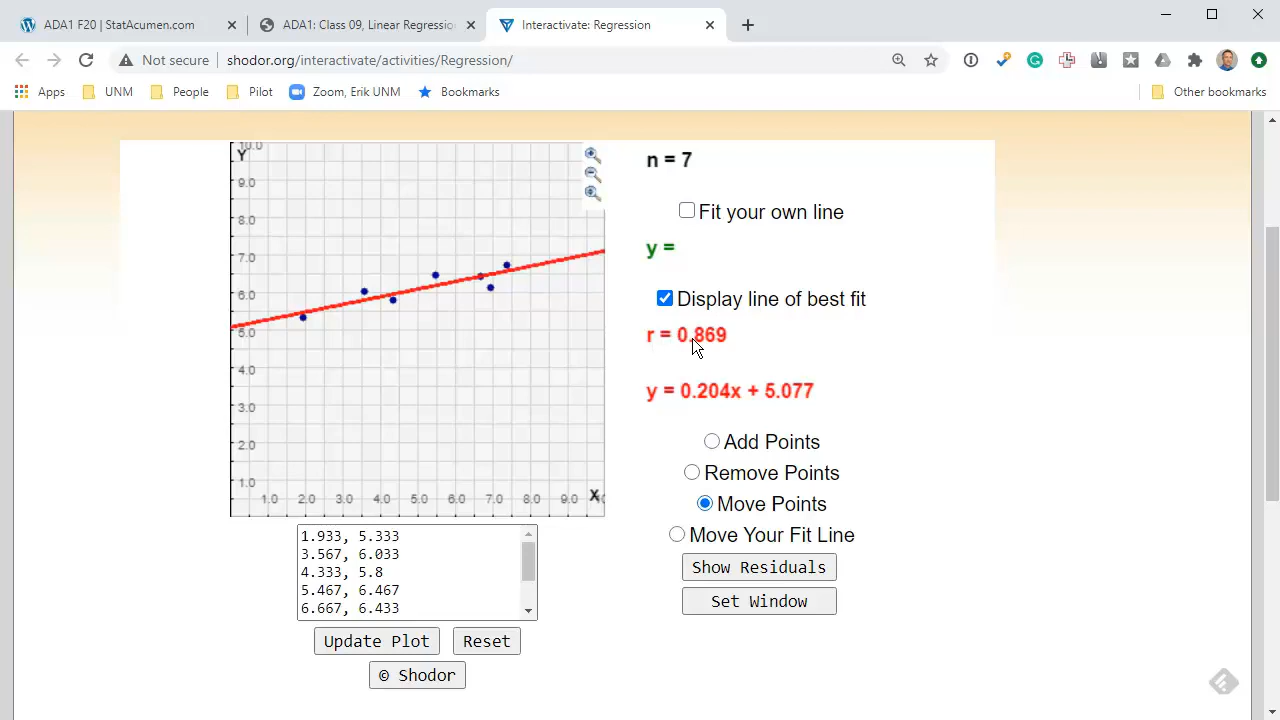 ADA1 F20 | StatAcumen.com
ADA1: Class 09, Linear Regressio
Interactivate: Regression
Not secure
shodor.org/interactivate/activities/Regression/
Apps
UNM
People
Pilot
Zoom, Erik UNM
Bookmarks
Other bookmarks
10.0
Y
9.0
8.0
7.0
6.0
5.0
4.0
3.0
2.0
1.0
1.0 2.0 3.0 4.0 5.0 6.0 7.0 8.0 9.0 X
n = 7
Fit your own line
y =
Display line of best fit
r = 0.869
y = 0.204x + 5.077
Add Points
Remove Points
Move Points
Move Your Fit Line
Show Residuals
Set Window
1.933, 5.333
3.567, 6.033
4.333, 5.8
5.467, 6.467
6.667, 6.433
Update Plot
Reset
© Shodor